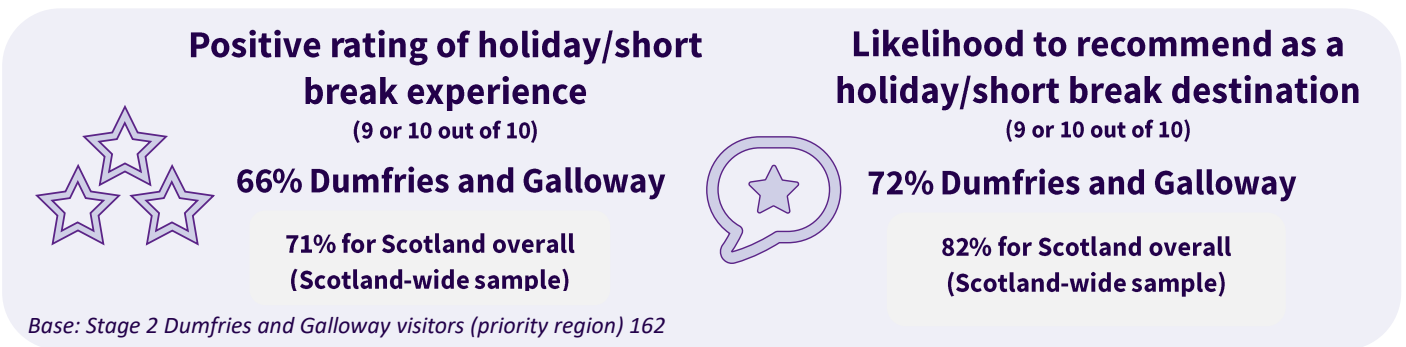 Positive rating of holiday/short
break experience
(9 or 10 out of 10)
66% Dumfries and Galloway
71% for Scotland overall
(Scotland-wide sample)
Likelihood to recommend as a
holiday/short break destination
(9 or 10 out of 10)
72% Dumfries and Galloway
82% for Scotland overall
(Scotland-wide sample)
Base: Stage 2 Dumfries and Galloway visitors (priority region) 162